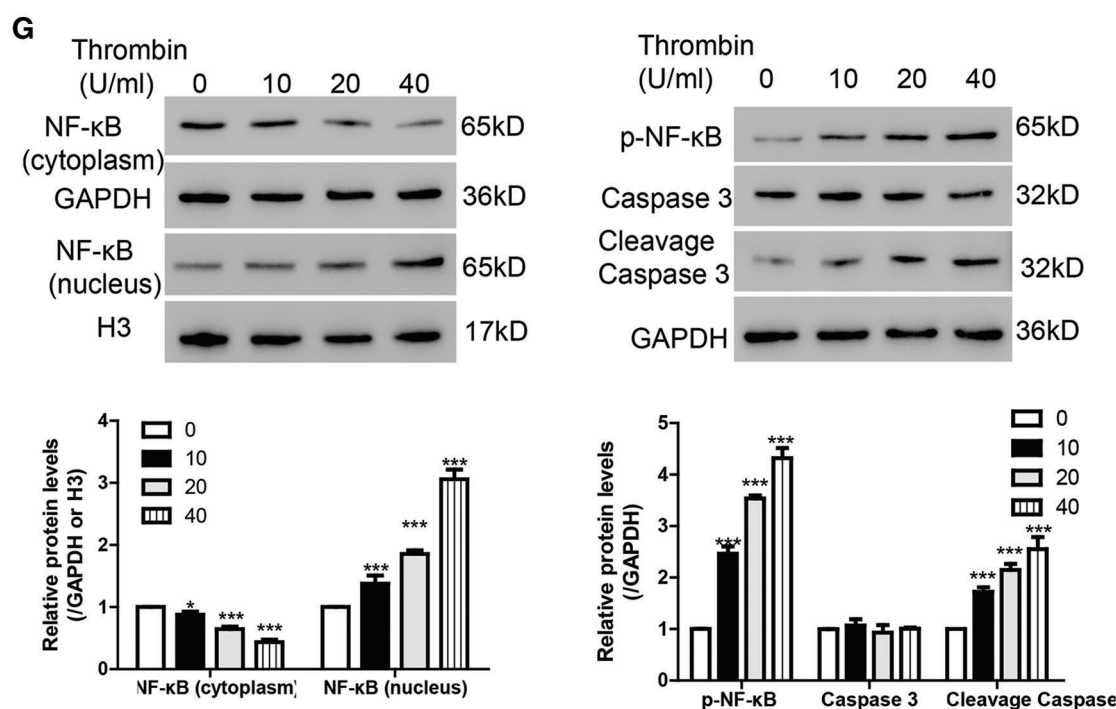 G
Thrombin
(U/ml) 0 10 20 40
NF-κB
(cytoplasm)
65kD
GAPDH 36kD
NF-κB
(nucleus)
65kD
H3 17kD
Thrombin
(U/ml) 0 10 20 40
p-NF-κB 65kD
Caspase 3 32kD
Cleavage
Caspase 3
32kD
GAPDH 36kD
Relative protein levels
(/GAPDH or H3)
4
3
2
1
0
0
10
20
40
* *** ***
*** *** ***
NF-κB (cytoplasm) NF-κB (nucleus)
Relative protein levels
(/GAPDH)
5
4
3
2
1
0
0
10
20
40
*** *** ***
*** *** ***
p-NF-κB Caspase 3 Cleavage Caspase